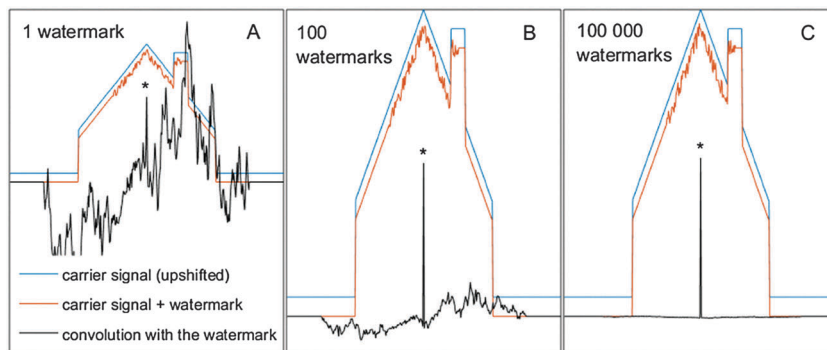 1 watermark
A
*
carrier signal (upshifted)
carrier signal + watermark
convolution with the watermark
100
watermarks
B
*
100 000
watermarks
C
*